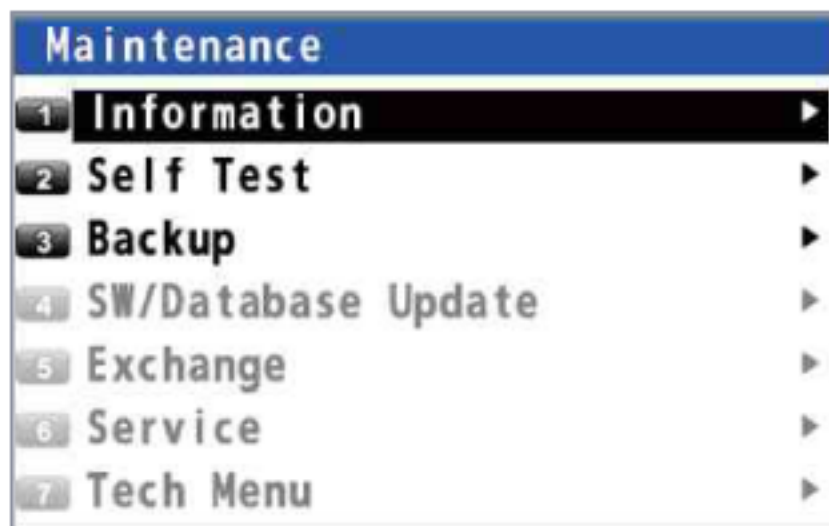 Maintenance
1 Information
2 Self Test
3 Backup
4 SW/Database Update
5 Exchange
6 Service
7 Tech Menu